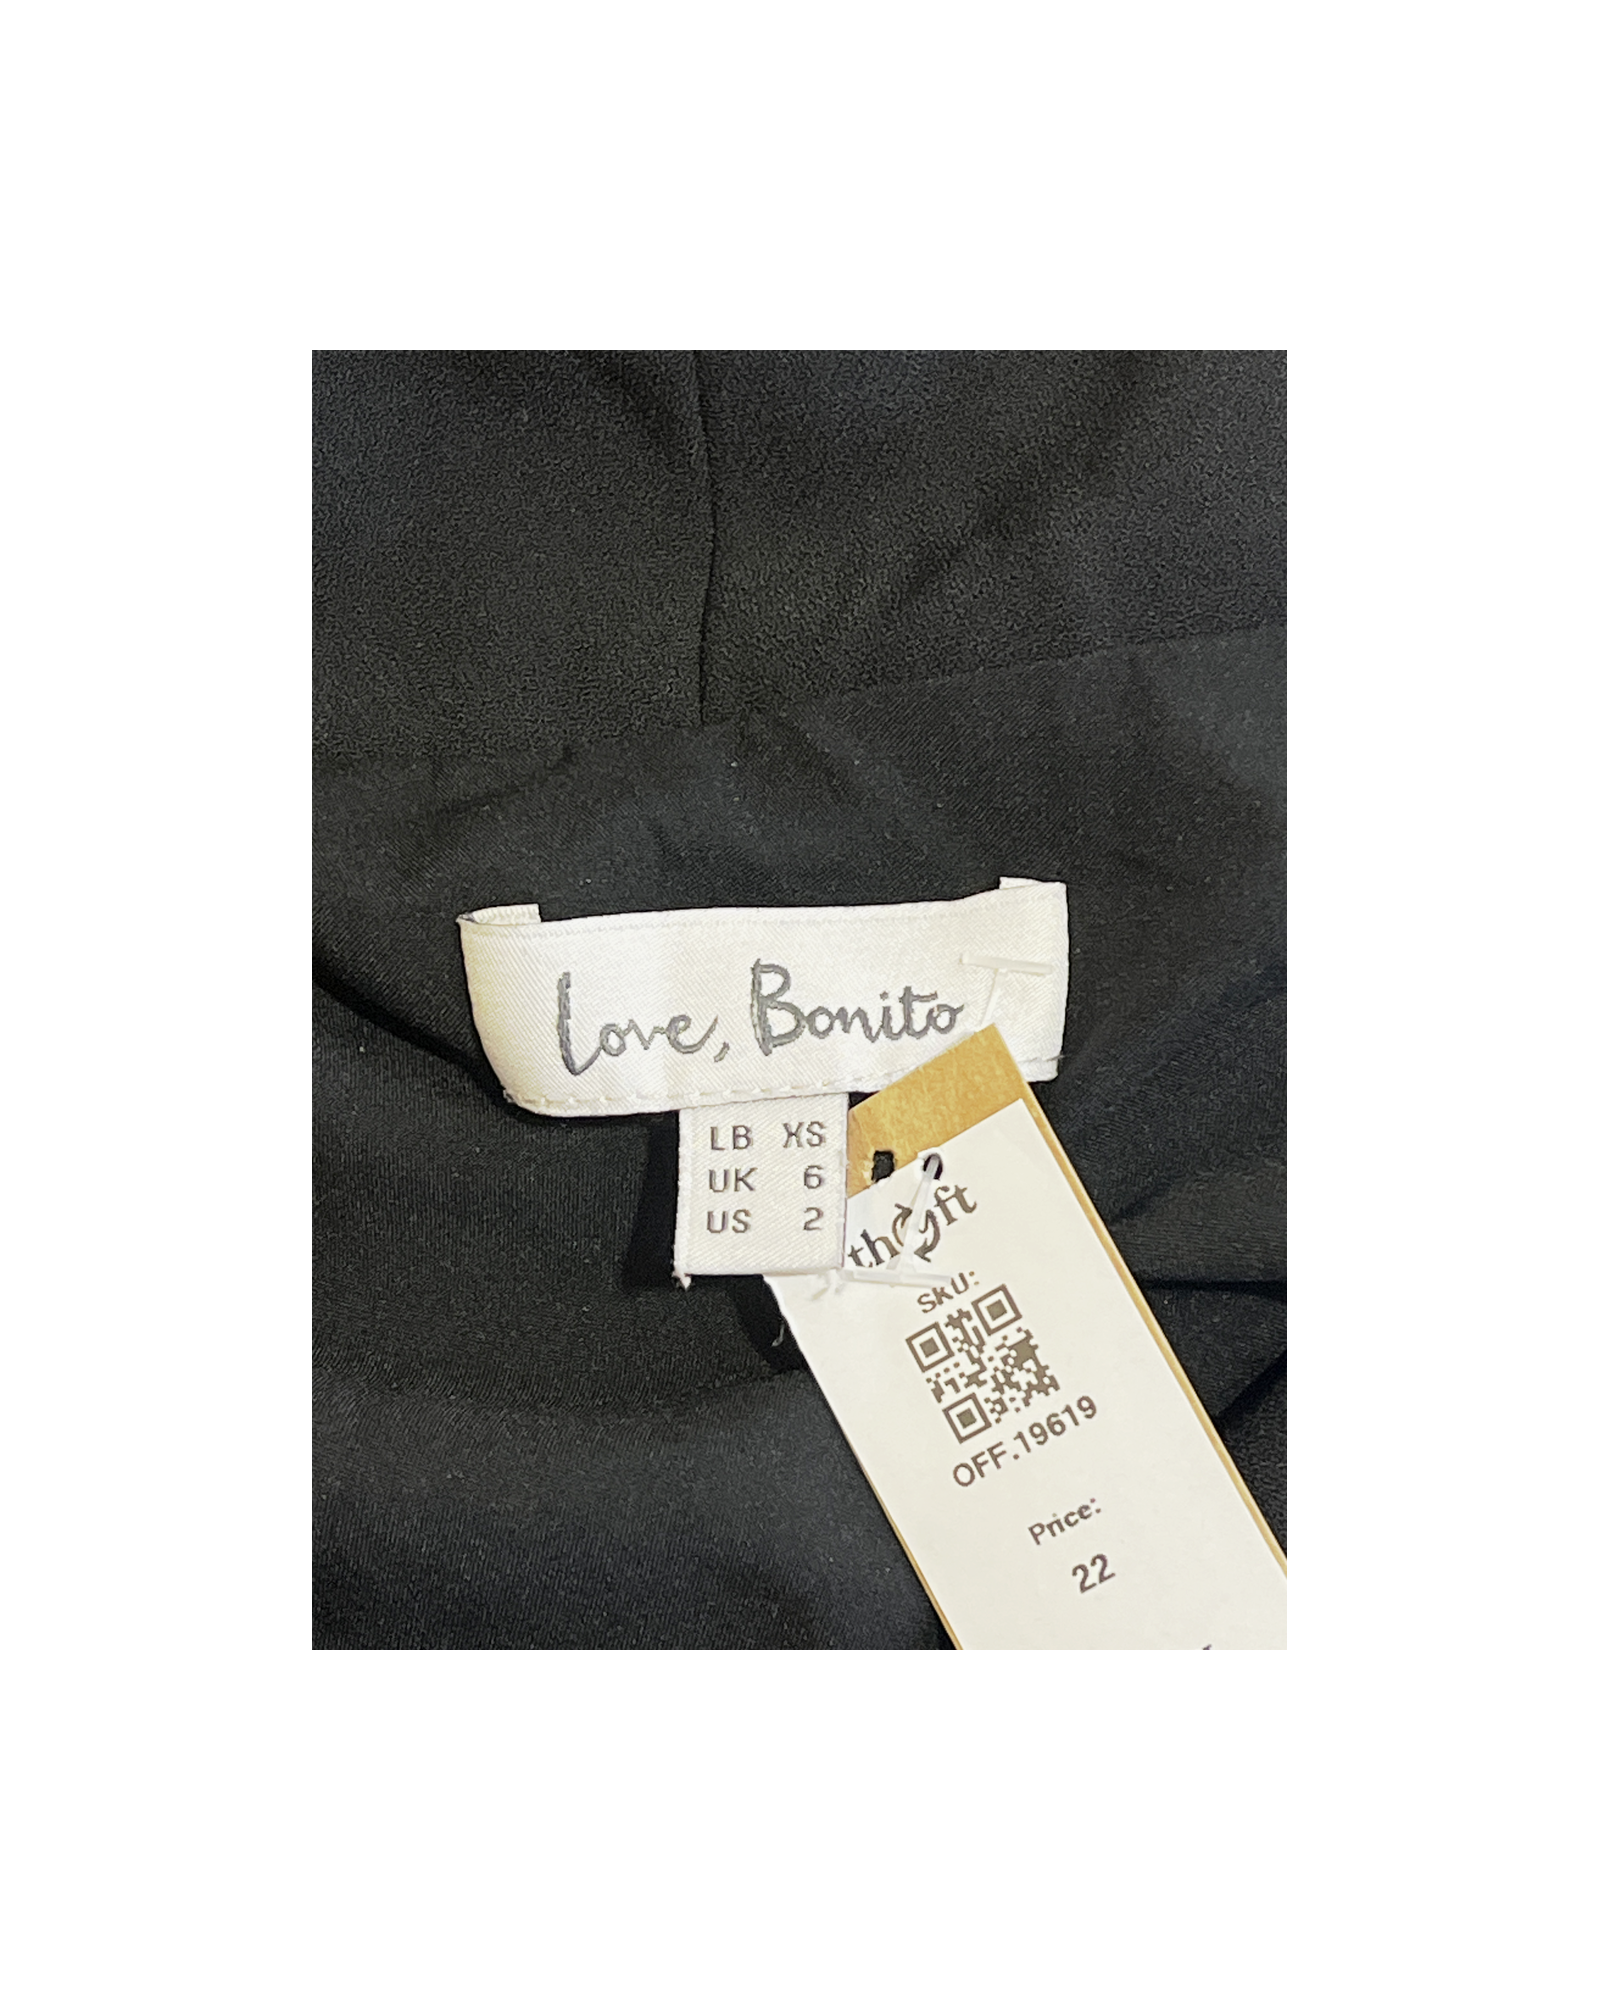 Love, Bonito
LB XS
UK 6
US 2
SKU:
OFF.19619
Price:
22